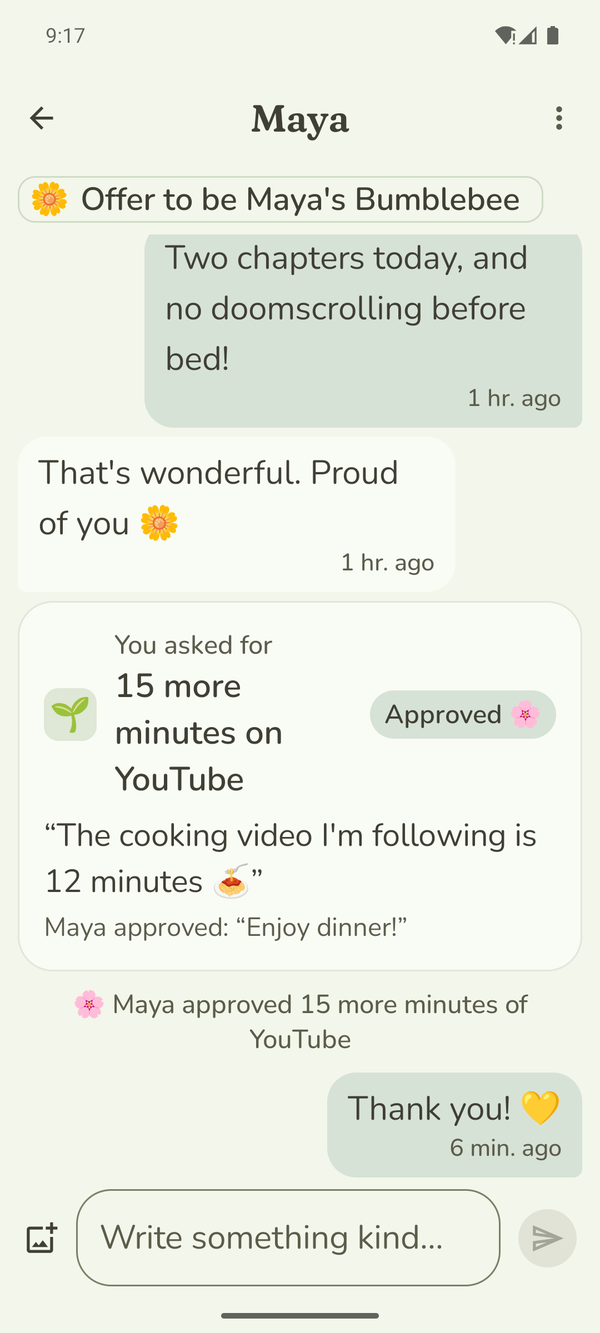 9:17
Maya
🌼 Offer to be Maya's Bumblebee
Two chapters today, and
no doomscrolling before
bed!
1 hr. ago
That's wonderful. Proud
of you 🌼
1 hr. ago
You asked for
15 more
minutes on
YouTube
Approved 🌸
“The cooking video I'm following is
12 minutes 🍝”
Maya approved: “Enjoy dinner!”
🌸 Maya approved 15 more minutes of
YouTube
Thank you! 💛
6 min. ago
Write something kind...